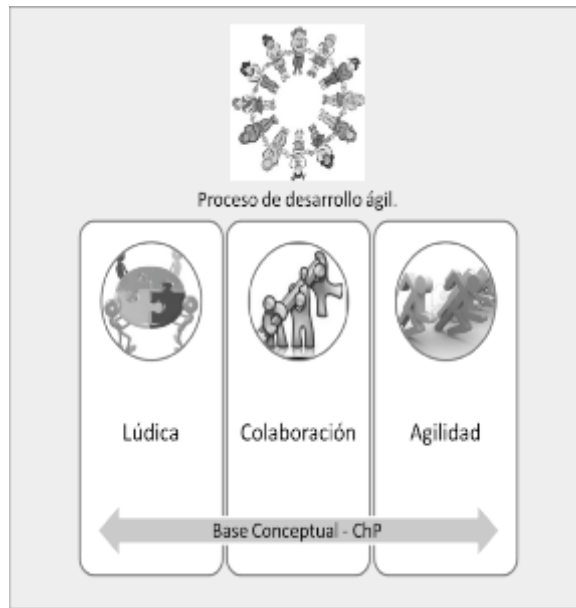 Proceso de desarrollo ágil.
Lúdica
Colaboración
Agilidad
Base Conceptual - ChP